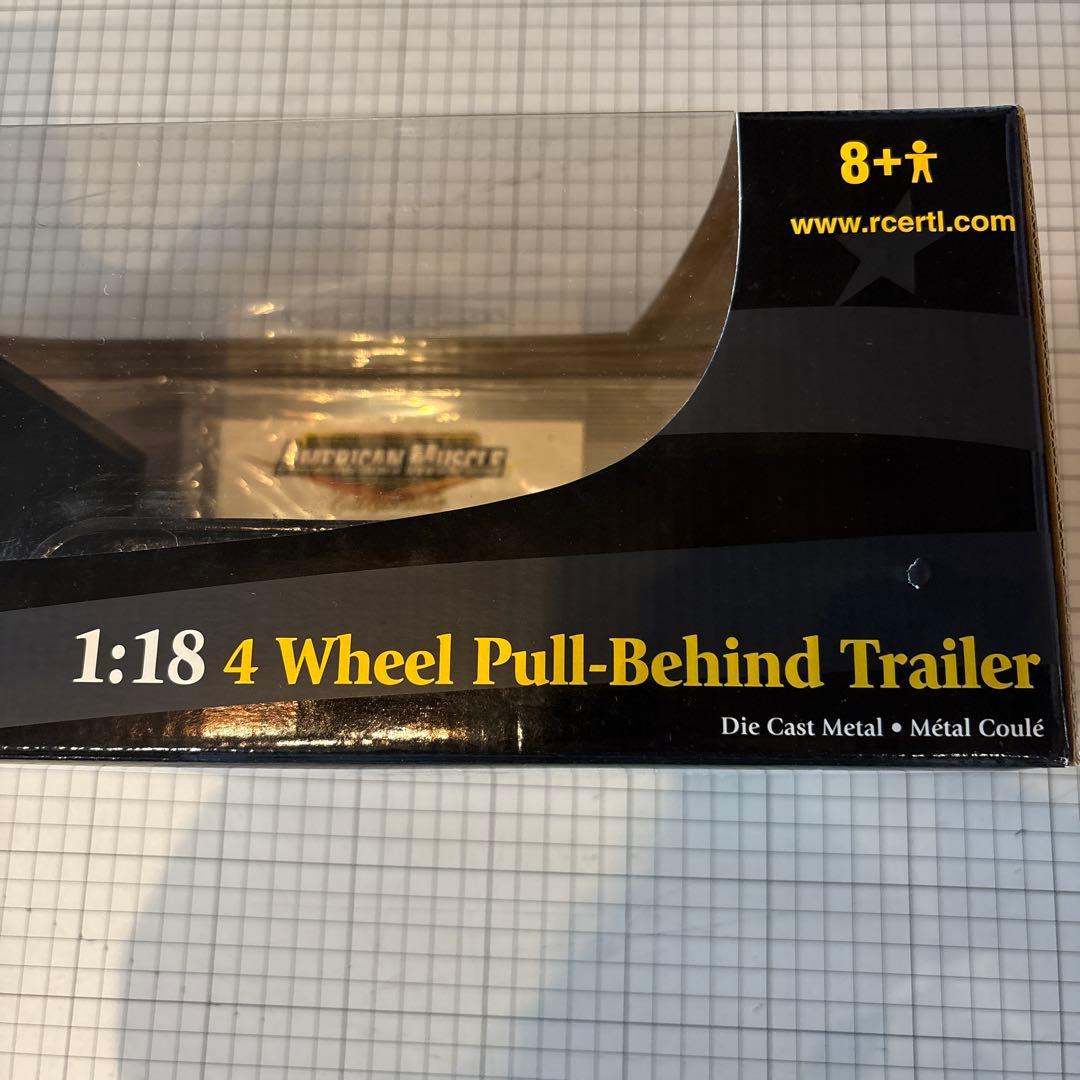 8+
www.rcertl.com
AMERICAN MUSCLE
1:18 4 Wheel Pull-Behind Trailer
Die Cast Metal • Métal Coulé